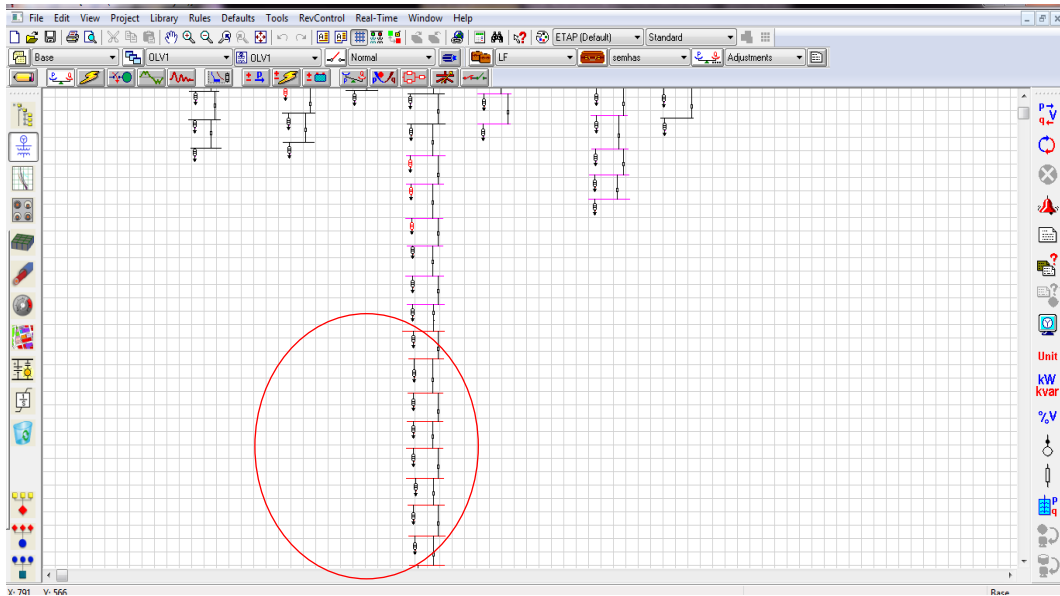 File Edit View Project Library Rules Defaults Tools RevControl Real-Time Window Help
ETAP (Default) Standard
Base OLV1 OLV1 Normal LF semhas Adjustments
Unit
kW
kvar
%V
X: 791 Y: 566 Base